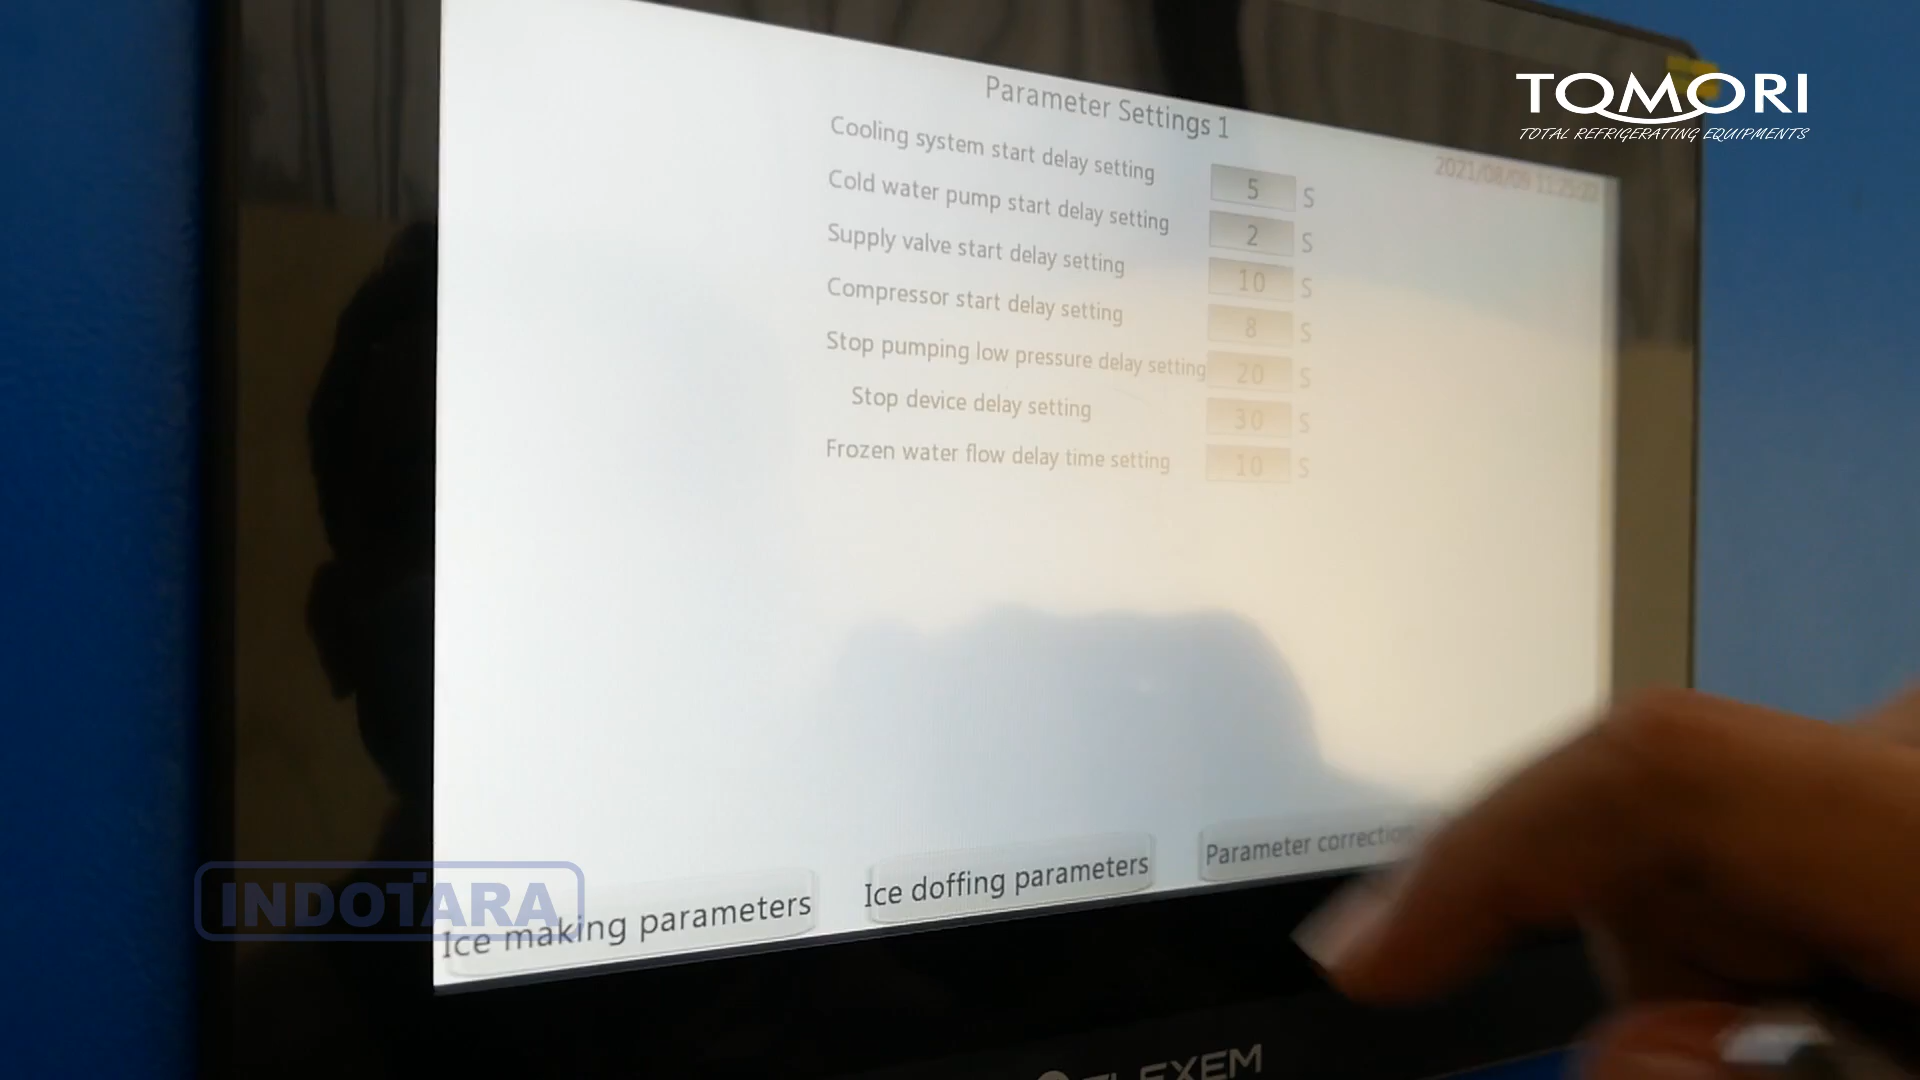 TOMORI
TOTAL REFRIGERATING EQUIPMENTS
Parameter Settings 1
2021/08/05 11:25:23
Cooling system start delay setting 5 S
Cold water pump start delay setting 2 S
Supply valve start delay setting 10 S
Compressor start delay setting 8 S
Stop pumping low pressure delay setting 20 S
Stop device delay setting 30 S
Frozen water flow delay time setting 10 S
Ice making parameters
Ice doffing parameters
Parameter correction
INDOTARA
FLEXEM